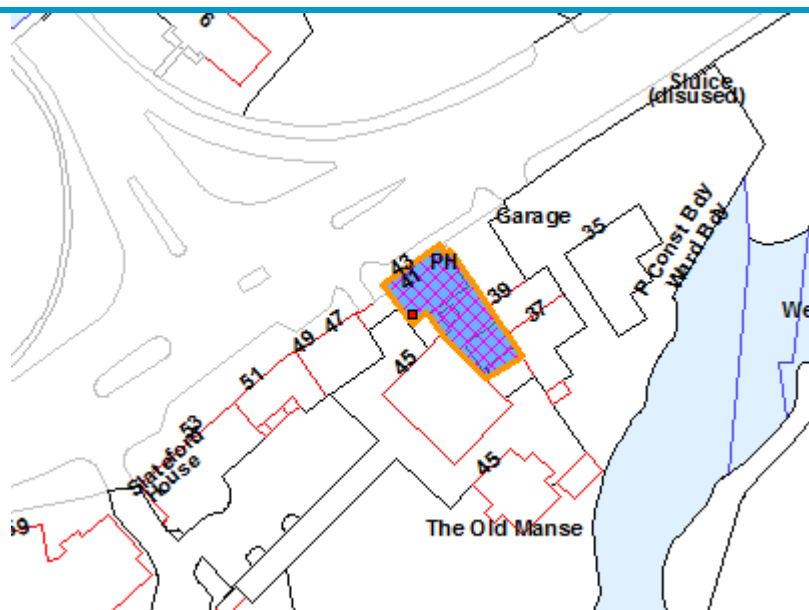 6
Sluice
(disused)
Garage
35
P Const Bdy
Ward Bdy
43
PH
41
39
37
We
47
49
45
51
53
Slateford
House
45
59
The Old Manse